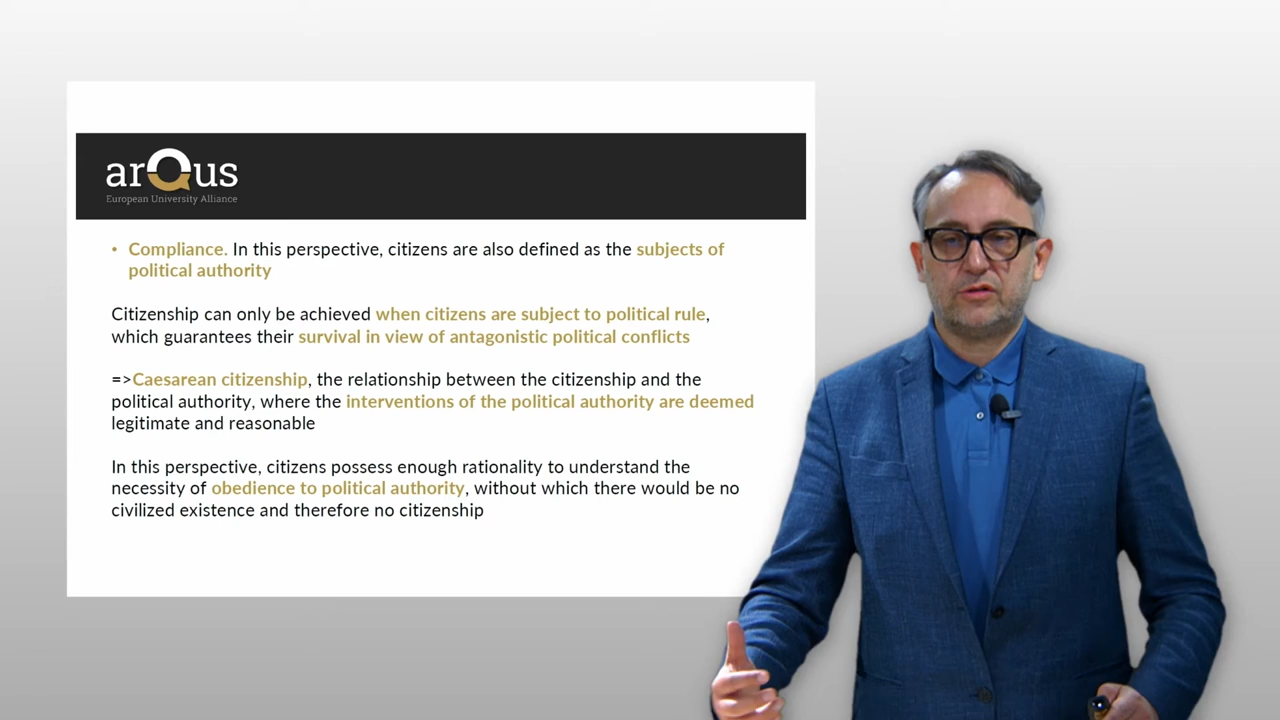 arQus
European University Alliance
• Compliance. In this perspective, citizens are also defined as the subjects of
political authority
Citizenship can only be achieved when citizens are subject to political rule,
which guarantees their survival in view of antagonistic political conflicts
=>Caesarean citizenship, the relationship between the citizenship and the
political authority, where the interventions of the political authority are deemed
legitimate and reasonable
In this perspective, citizens possess enough rationality to understand the
necessity of obedience to political authority, without which there would be no
civilized existence and therefore no citizenship